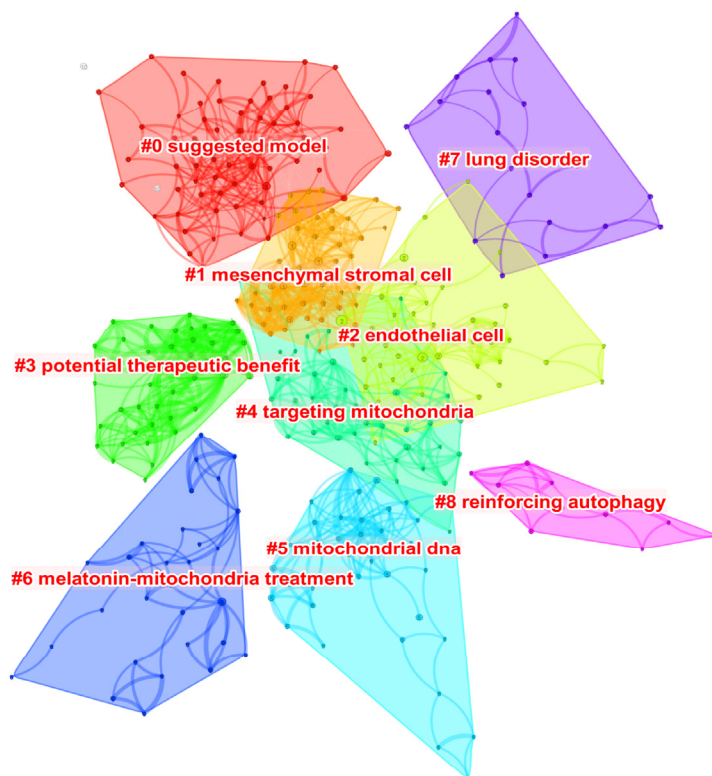 #0 suggested model
#7 lung disorder
#1 mesenchymal stromal cell
#2 endothelial cell
#3 potential therapeutic benefit
#4 targeting mitochondria
#8 reinforcing autophagy
#5 mitochondrial dna
#6 melatonin-mitochondria treatment